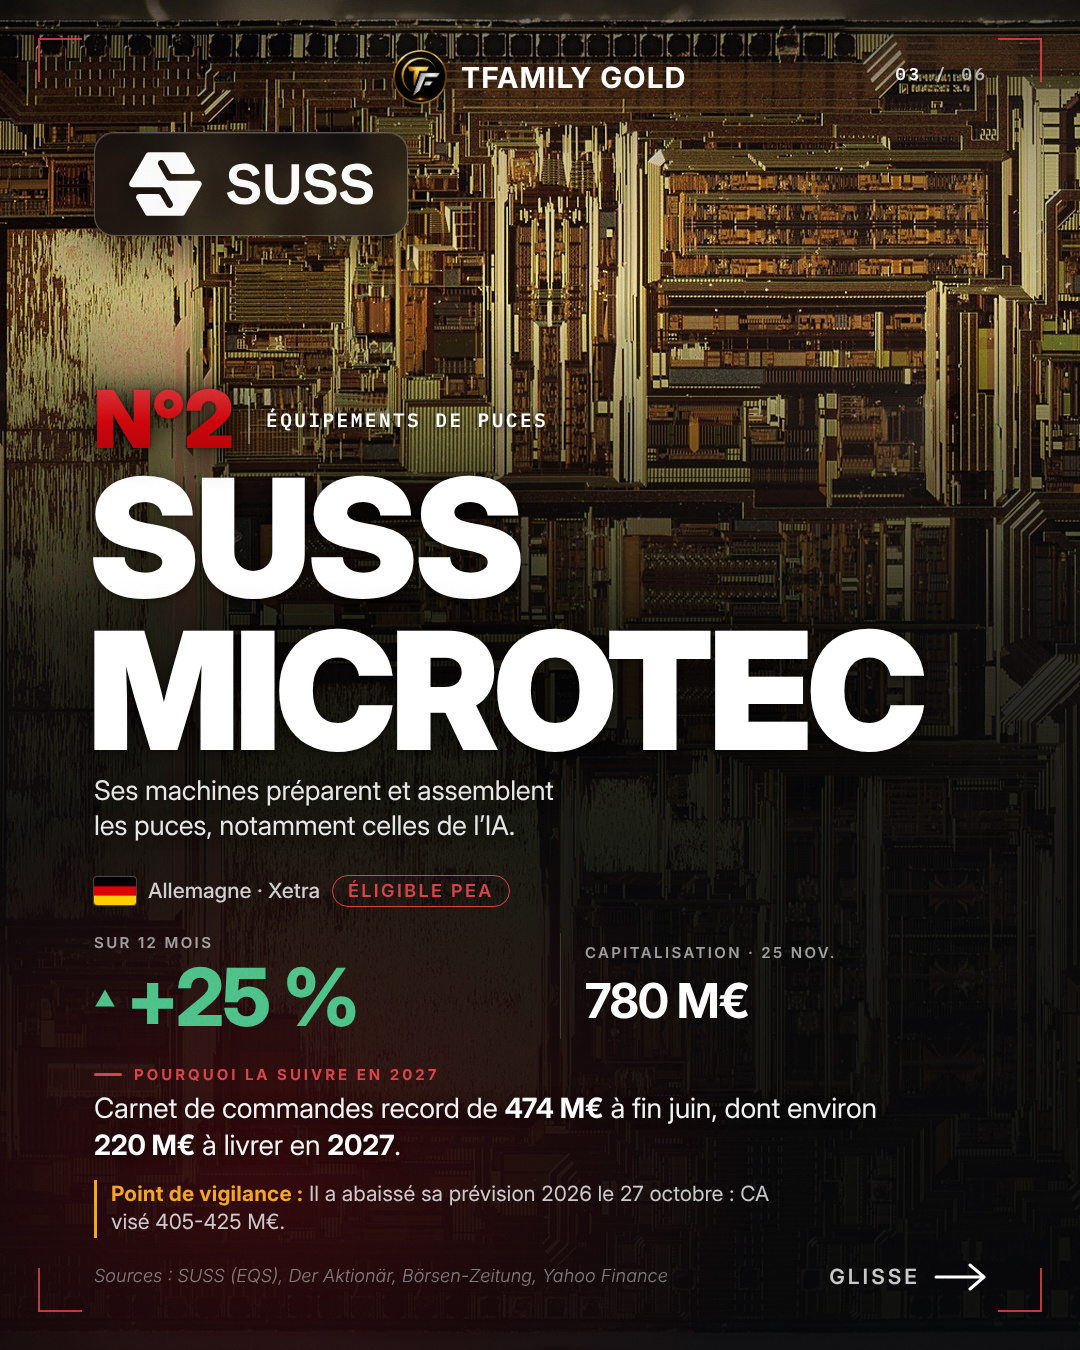 TF TFAMILY GOLD
03 / 06
SUSS
N°2
ÉQUIPEMENTS DE PUCES
SUSS
MICROTEC
Ses machines préparent et assemblent
les puces, notamment celles de l'IA.
Allemagne · Xetra ÉLIGIBLE PEA
SUR 12 MOIS
▲ +25 %
CAPITALISATION · 25 NOV.
780 M€
POURQUOI LA SUIVRE EN 2027
Carnet de commandes record de 474 M€ à fin juin, dont environ
220 M€ à livrer en 2027.
Point de vigilance : Il a abaissé sa prévision 2026 le 27 octobre : CA
visé 405-425 M€.
Sources : SUSS (EQS), Der Aktionär, Börsen-Zeitung, Yahoo Finance
GLISSE →